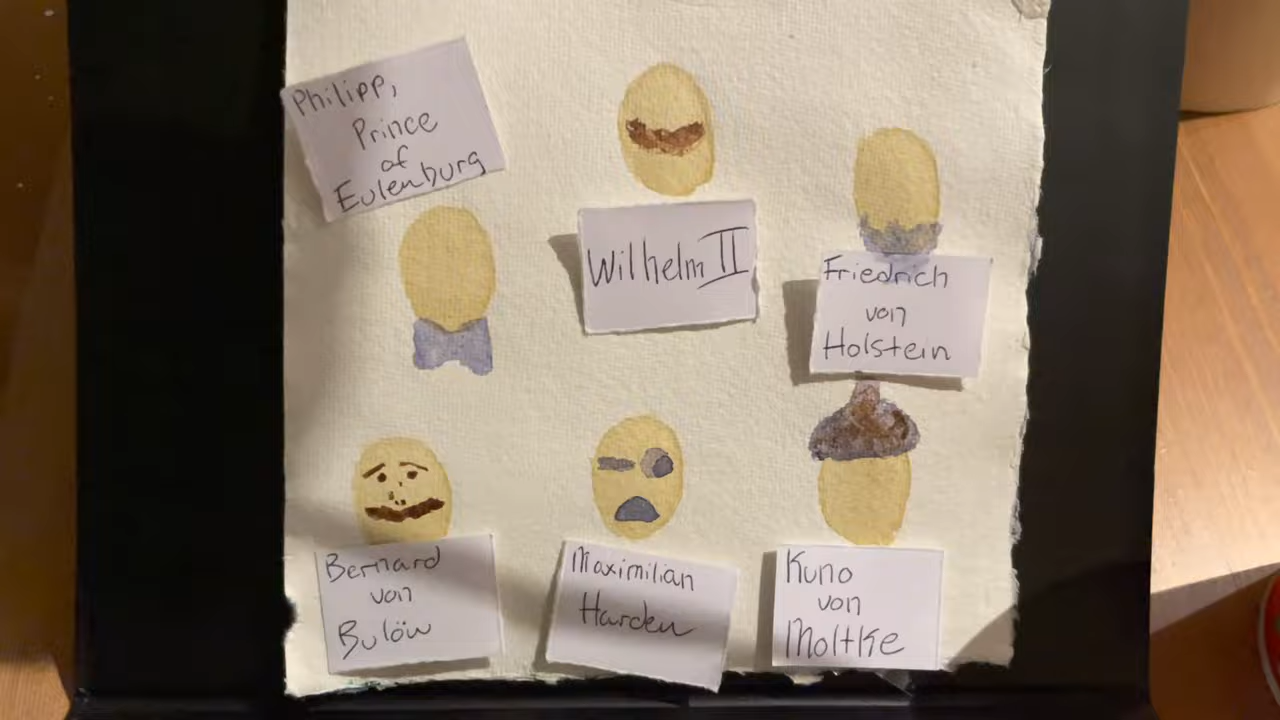 Philipp,
Prince
of
Eulenburg
Wilhelm II
Friedrich
von
Holstein
Bernard
von
Bulöw
Maximilian
Harden
Kuno
von
Moltke